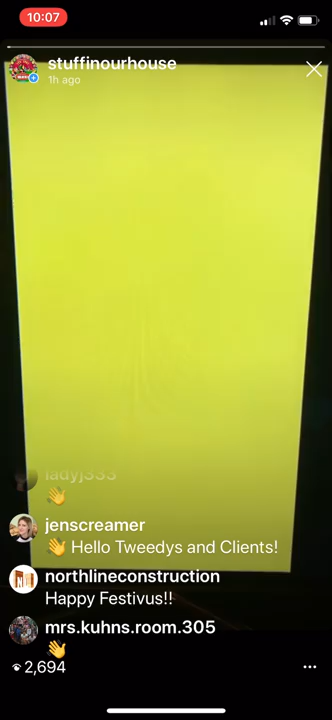 10:07
stuffinourhouse
1h ago
ladyj333
👋
jenscreamer
👋 Hello Tweedys and Clients!
northlineconstruction
Happy Festivus!!
mrs.kuhns.room.305
👋
2,694